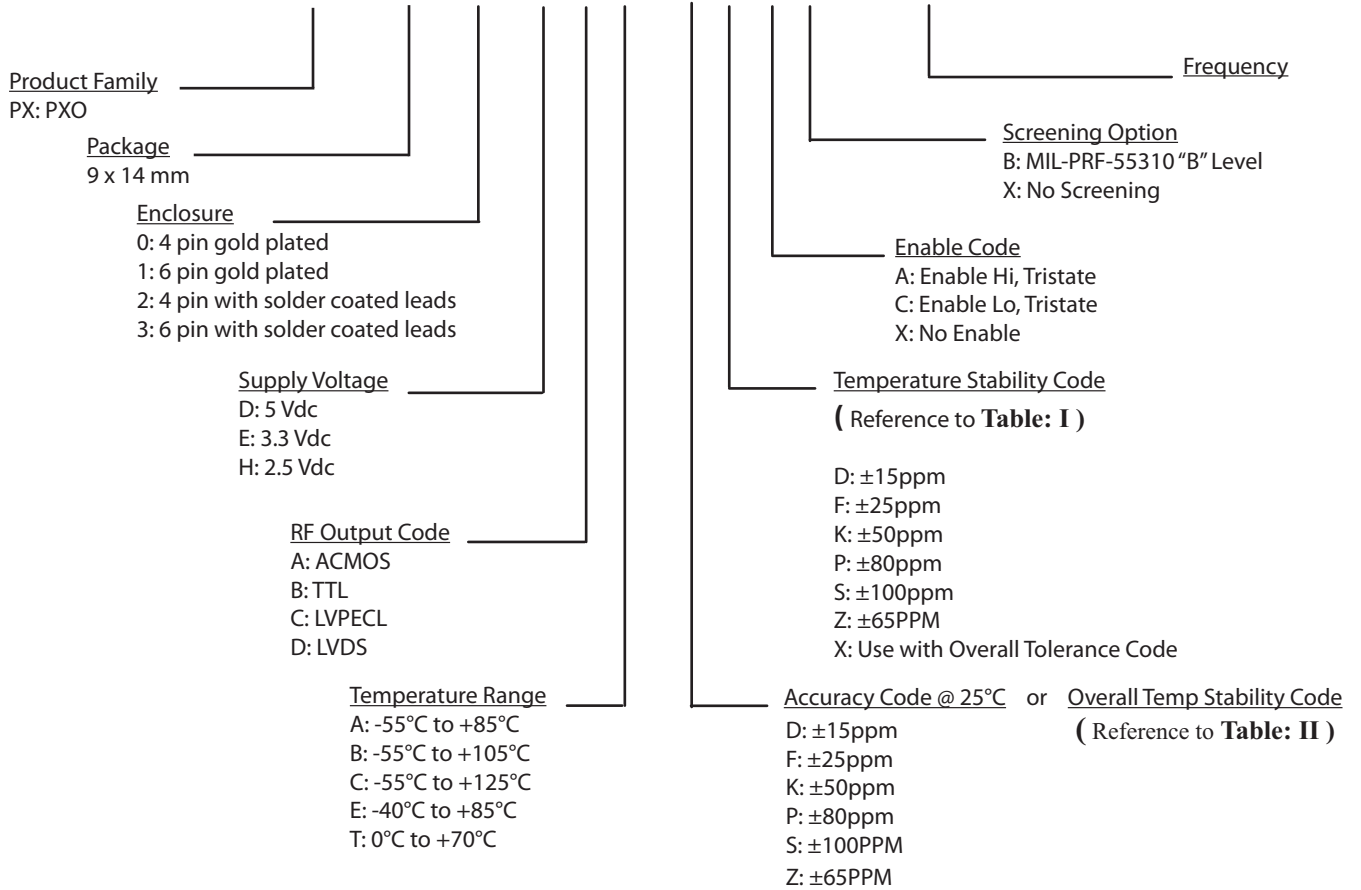 Product Family
PX: PXO
Package
9 x 14 mm
Enclosure
0: 4 pin gold plated
1: 6 pin gold plated
2: 4 pin with solder coated leads
3: 6 pin with solder coated leads
Supply Voltage
D: 5 Vdc
E: 3.3 Vdc
H: 2.5 Vdc
RF Output Code
A: ACMOS
B: TTL
C: LVPECL
D: LVDS
Temperature Range
A: -55°C to +85°C
B: -55°C to +105°C
C: -55°C to +125°C
E: -40°C to +85°C
T: 0°C to +70°C
Frequency
Screening Option
B: MIL-PRF-55310 “B” Level
X: No Screening
Enable Code
A: Enable Hi, Tristate
C: Enable Lo, Tristate
X: No Enable
Temperature Stability Code
( Reference to Table: I )
D: ±15ppm
F: ±25ppm
K: ±50ppm
P: ±80ppm
S: ±100ppm
Z: ±65PPM
X: Use with Overall Tolerance Code
Accuracy Code @ 25°C or Overall Temp Stability Code
( Reference to Table: II )
D: ±15ppm
F: ±25ppm
K: ±50ppm
P: ±80ppm
S: ±100PPM
Z: ±65PPM